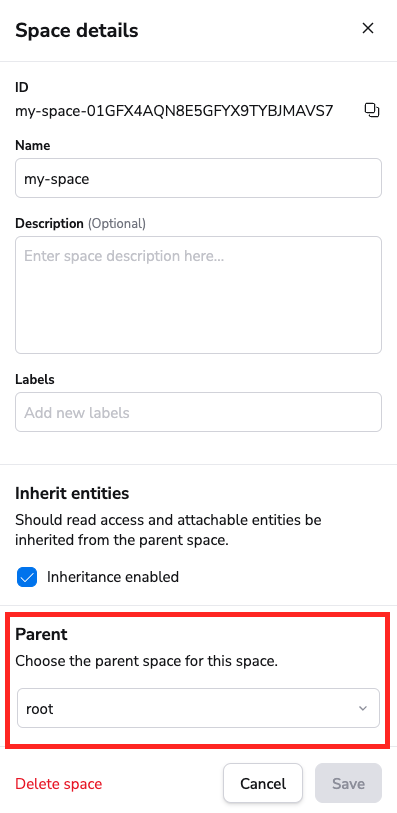 Space details
ID
my-space-01GFX4AQN8E5GFYX9TYBJMAVS7
Name
my-space
Description (Optional)
Enter space description here...
Labels
Add new labels
Inherit entities
Should read access and attachable entities be
inherited from the parent space.
Inheritance enabled
Parent
Choose the parent space for this space.
root
Delete space
Cancel
Save